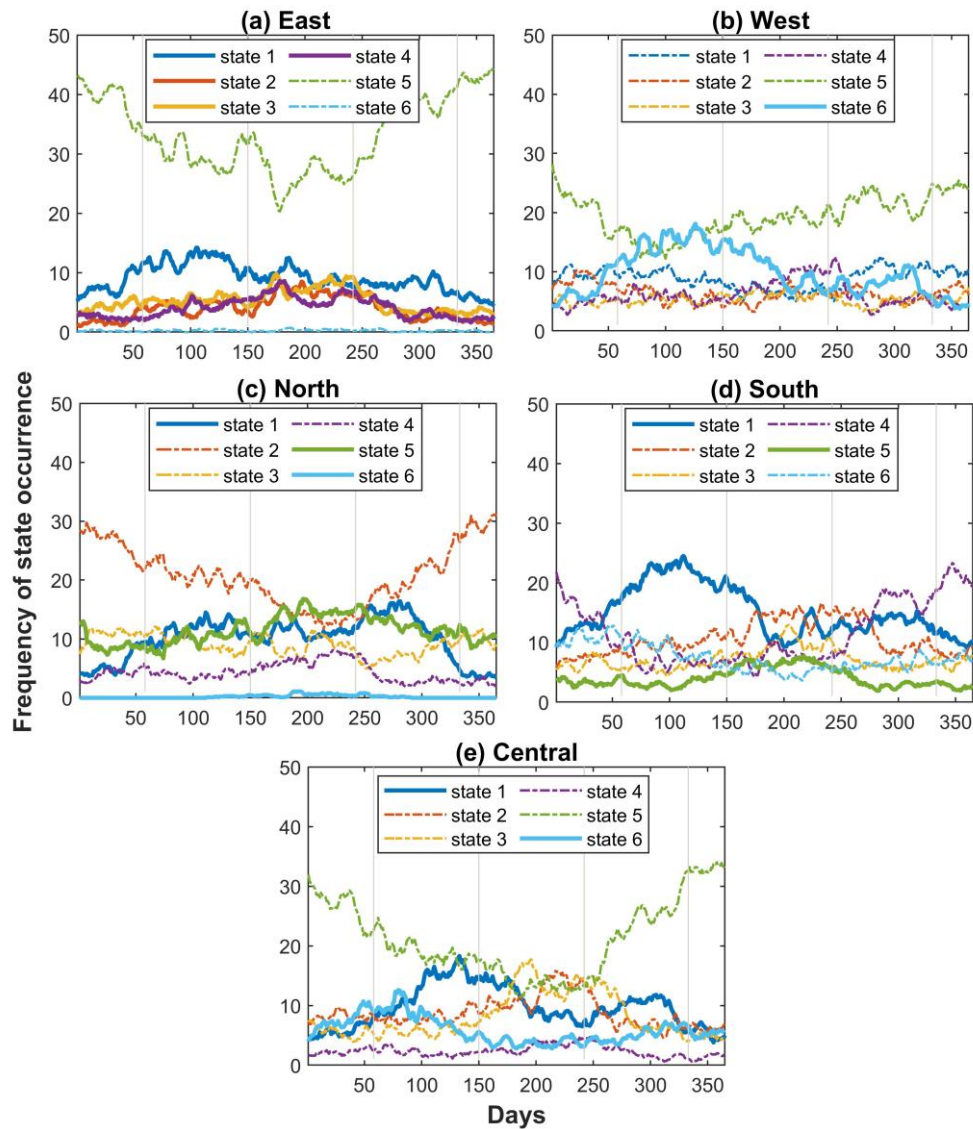 (a) East
50
40
30
20
10
0
state 1 state 4
state 2 state 5
state 3 state 6
50 100 150 200 250 300 350
(b) West
50
40
30
20
10
0
state 1 state 4
state 2 state 5
state 3 state 6
50 100 150 200 250 300 350
Frequency of state occurrence
(c) North
50
40
30
20
10
0
state 1 state 4
state 2 state 5
state 3 state 6
50 100 150 200 250 300 350
(d) South
50
40
30
20
10
0
state 1 state 4
state 2 state 5
state 3 state 6
50 100 150 200 250 300 350
(e) Central
50
40
30
20
10
0
state 1 state 4
state 2 state 5
state 3 state 6
50 100 150 200 250 300 350
Days